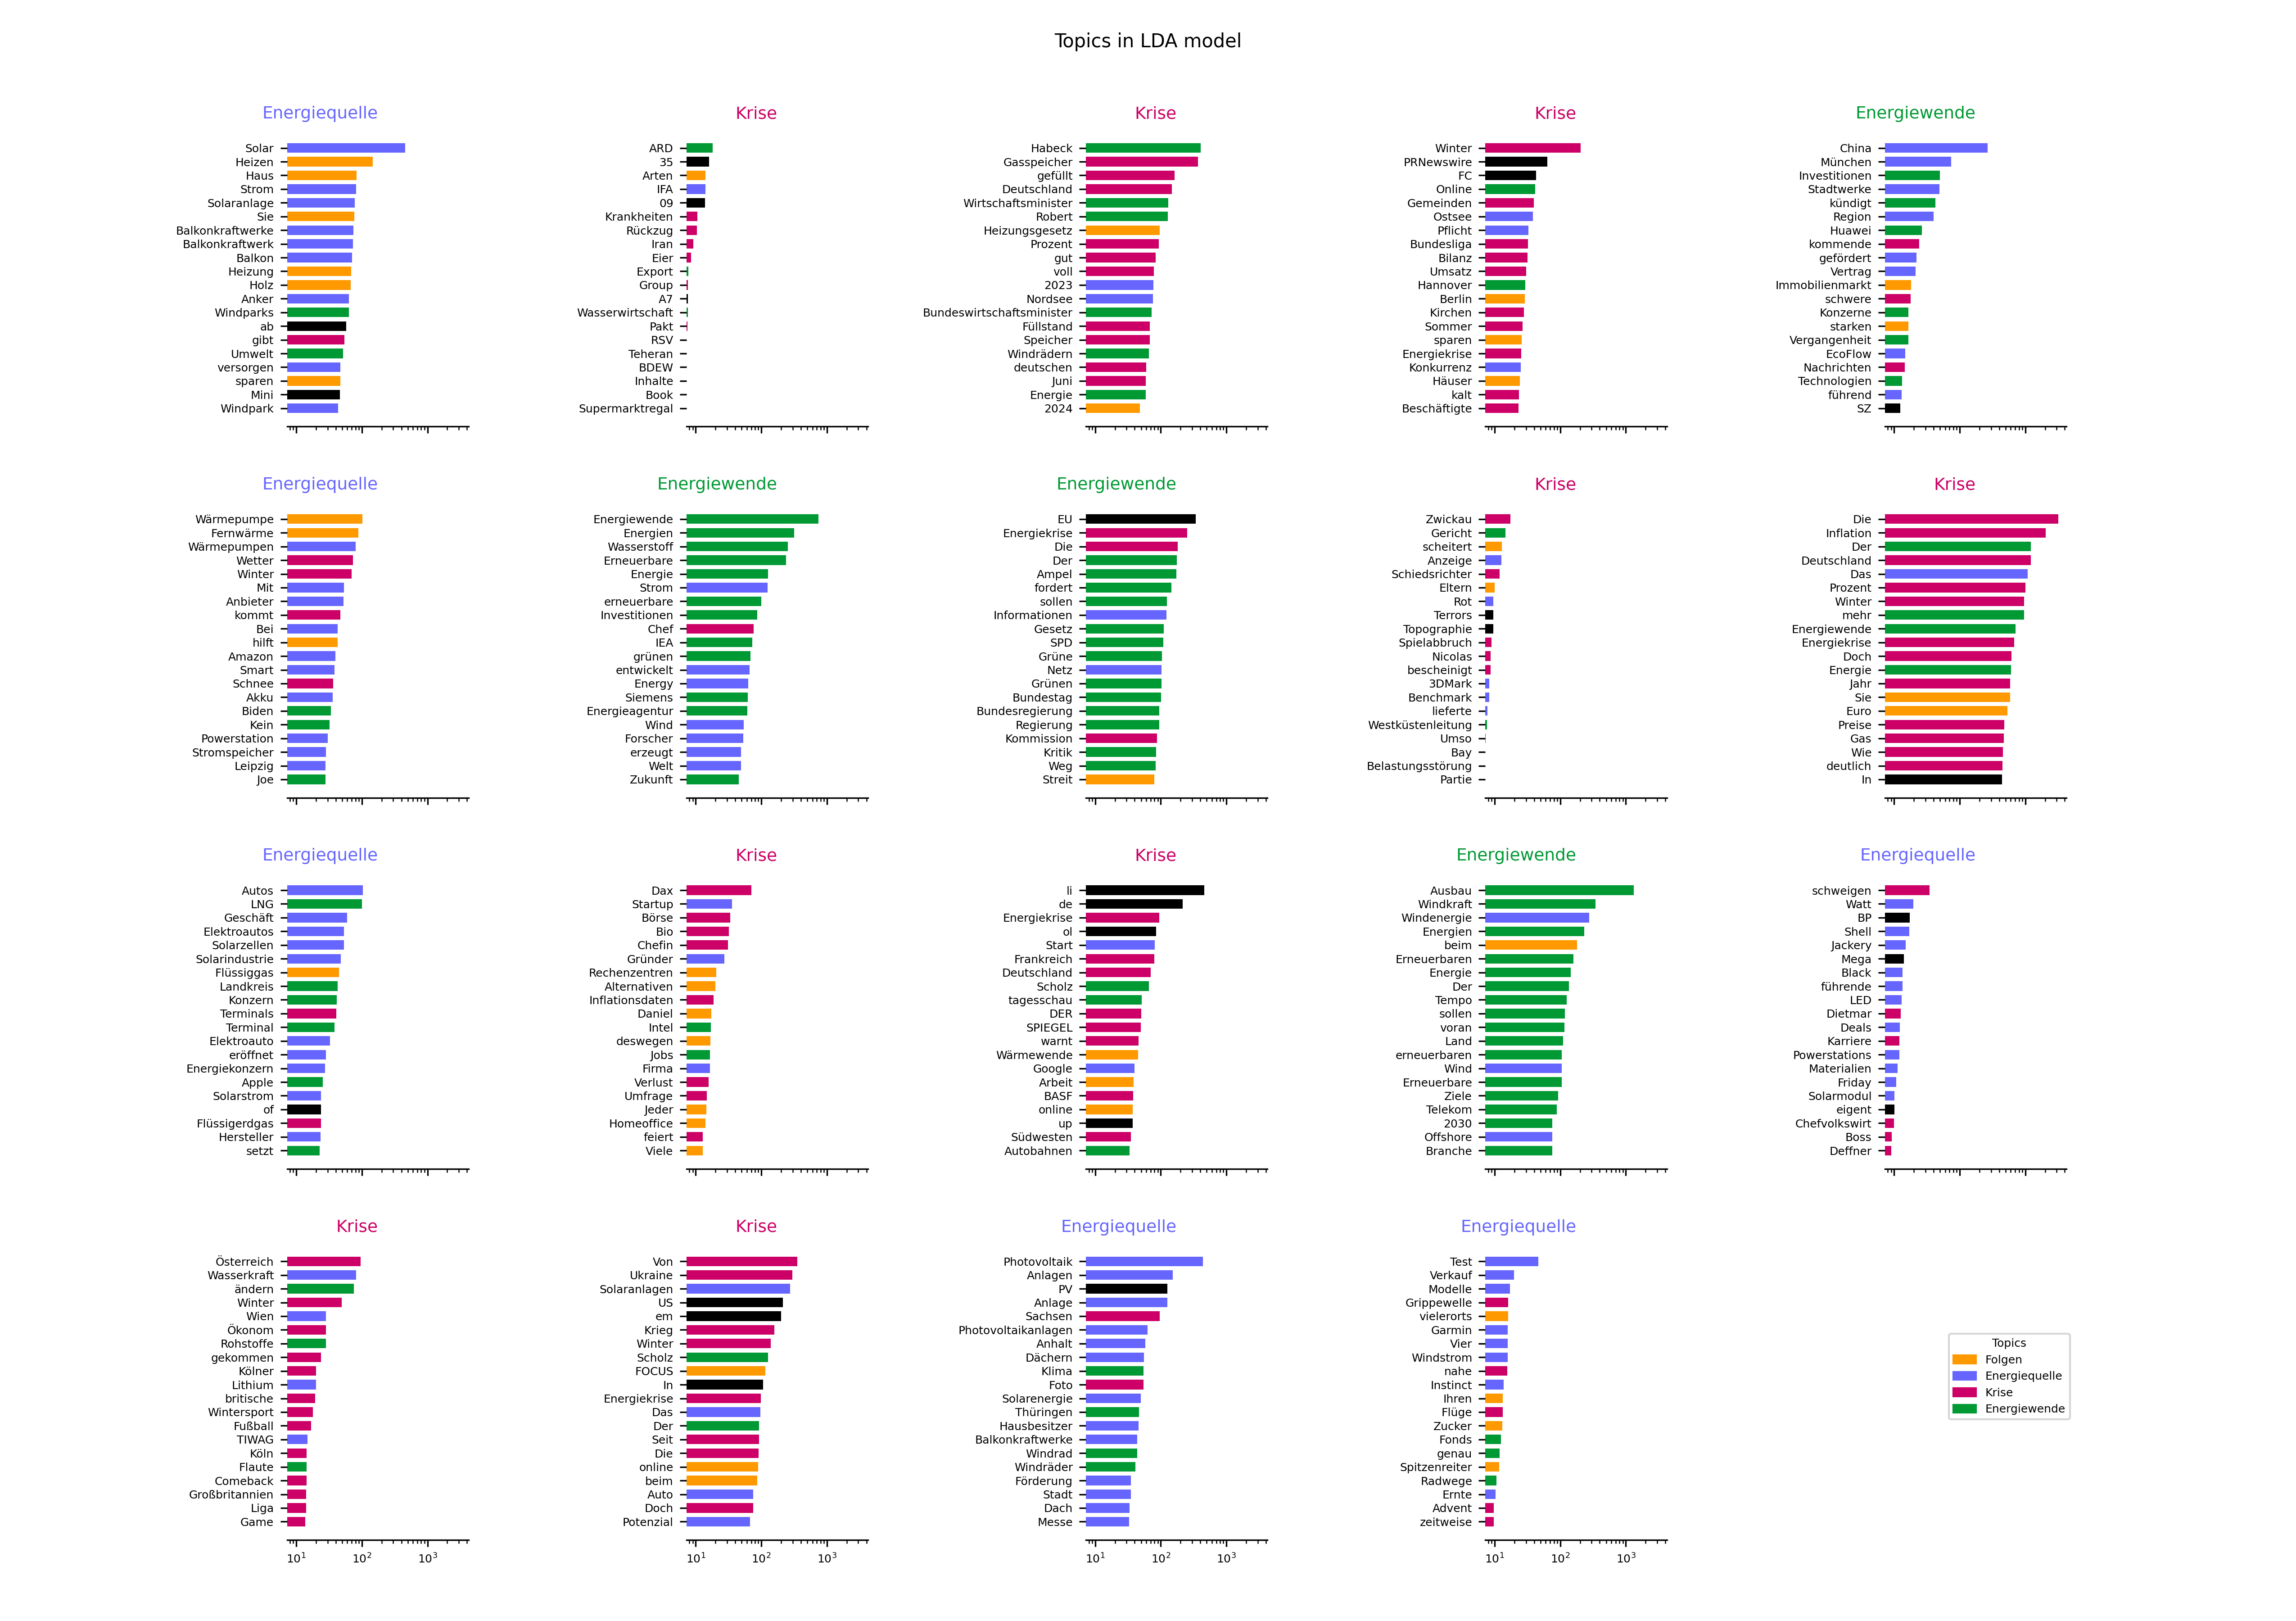 Topics in LDA model
Energiequelle
Solar
Heizen
Haus
Strom
Solaranlage
Sie
Balkonkraftwerke
Balkonkraftwerk
Balkon
Heizung
Holz
Anker
Windparks
ab
gibt
Umwelt
versorgen
sparen
Mini
Windpark
Krise
ARD
35
Arten
IFA
09
Krankheiten
Rückzug
Iran
Eier
Export
Group
A7
Wasserwirtschaft
Pakt
RSV
Teheran
BDEW
Inhalte
Book
Supermarktregal
Krise
Habeck
Gasspeicher
gefüllt
Deutschland
Wirtschaftsminister
Robert
Heizungsgesetz
Prozent
gut
voll
2023
Nordsee
Bundeswirtschaftsminister
Füllstand
Speicher
Windrädern
deutschen
Juni
Energie
2024
Krise
Winter
PRNewswire
FC
Online
Gemeinden
Ostsee
Pflicht
Bundesliga
Bilanz
Umsatz
Hannover
Berlin
Kirchen
Sommer
sparen
Energiekrise
Konkurrenz
Häuser
kalt
Beschäftigte
Energiewende
China
München
Investitionen
Stadtwerke
kündigt
Region
Huawei
kommende
gefördert
Vertrag
Immobilienmarkt
schwere
Konzerne
starken
Vergangenheit
EcoFlow
Nachrichten
Technologien
führend
SZ
Energiequelle
Wärmepumpe
Fernwärme
Wärmepumpen
Wetter
Winter
Mit
Anbieter
kommt
Bei
hilft
Amazon
Smart
Schnee
Akku
Biden
Kein
Powerstation
Stromspeicher
Leipzig
Joe
Energiewende
Energiewende
Energien
Wasserstoff
Erneuerbare
Energie
Strom
erneuerbare
Investitionen
Chef
IEA
grünen
entwickelt
Energy
Siemens
Energieagentur
Wind
Forscher
erzeugt
Welt
Zukunft
Energiewende
EU
Energiekrise
Die
Der
Ampel
fordert
sollen
Informationen
Gesetz
SPD
Grüne
Netz
Grünen
Bundestag
Bundesregierung
Regierung
Kommission
Kritik
Weg
Streit
Krise
Zwickau
Gericht
scheitert
Anzeige
Schiedsrichter
Eltern
Rot
Terrors
Topographie
Spielabbruch
Nicolas
bescheinigt
3DMark
Benchmark
lieferte
Westküstenleitung
Umso
Bay
Belastungsstörung
Partie
Krise
Die
Inflation
Der
Deutschland
Das
Prozent
Winter
mehr
Energiewende
Energiekrise
Doch
Energie
Jahr
Sie
Euro
Preise
Gas
Wie
deutlich
In
Energiequelle
Autos
LNG
Geschäft
Elektroautos
Solarzellen
Solarindustrie
Flüssiggas
Landkreis
Konzern
Terminals
Terminal
Elektroauto
eröffnet
Energiekonzern
Apple
Solarstrom
of
Flüssigerdgas
Hersteller
setzt
Krise
Dax
Startup
Börse
Bio
Chefin
Gründer
Rechenzentren
Alternativen
Inflationsdaten
Daniel
Intel
deswegen
Jobs
Firma
Verlust
Umfrage
Jeder
Homeoffice
feiert
Viele
Krise
li
de
Energiekrise
ol
Start
Frankreich
Deutschland
Scholz
tagesschau
DER
SPIEGEL
warnt
Wärmewende
Google
Arbeit
BASF
online
up
Südwesten
Autobahnen
Energiewende
Ausbau
Windkraft
Windenergie
Energien
beim
Erneuerbaren
Energie
Der
Tempo
sollen
voran
Land
erneuerbaren
Wind
Erneuerbare
Ziele
Telekom
2030
Offshore
Branche
Energiequelle
schweigen
Watt
BP
Shell
Jackery
Mega
Black
führende
LED
Dietmar
Deals
Karriere
Powerstations
Materialien
Friday
Solarmodul
eigent
Chefvolkswirt
Boss
Deffner
Krise
Österreich
Wasserkraft
ändern
Winter
Wien
Ökonom
Rohstoffe
gekommen
Kölner
Lithium
britische
Wintersport
Fußball
TIWAG
Köln
Flaute
Comeback
Großbritannien
Liga
Game
10¹ 10² 10³
Krise
Von
Ukraine
Solaranlagen
US
em
Krieg
Winter
Scholz
FOCUS
In
Energiekrise
Das
Der
Seit
Die
online
beim
Auto
Doch
Potenzial
10¹ 10² 10³
Energiequelle
Photovoltaik
Anlagen
PV
Anlage
Sachsen
Photovoltaikanlagen
Anhalt
Dächern
Klima
Foto
Solarenergie
Thüringen
Hausbesitzer
Balkonkraftwerke
Windrad
Windräder
Förderung
Stadt
Dach
Messe
10¹ 10² 10³
Energiequelle
Test
Verkauf
Modelle
Grippewelle
vielerorts
Garmin
Vier
Windstrom
nahe
Instinct
Ihren
Flüge
Zucker
Fonds
genau
Spitzenreiter
Radwege
Ernte
Advent
zeitweise
10¹ 10² 10³
Topics
Folgen
Energiequelle
Krise
Energiewende